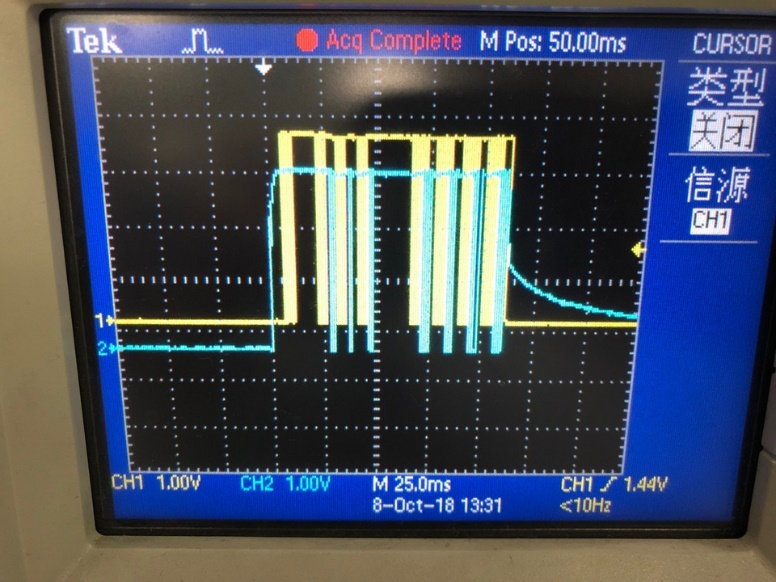 Tek Acq Complete M Pos: 50.00ms CURSOR
类型
关闭
信源
CH1
1
2
CH1 1.00V CH2 1.00V M 25.0ms CH1 1.44V
8-Oct-18 13:31 <10Hz